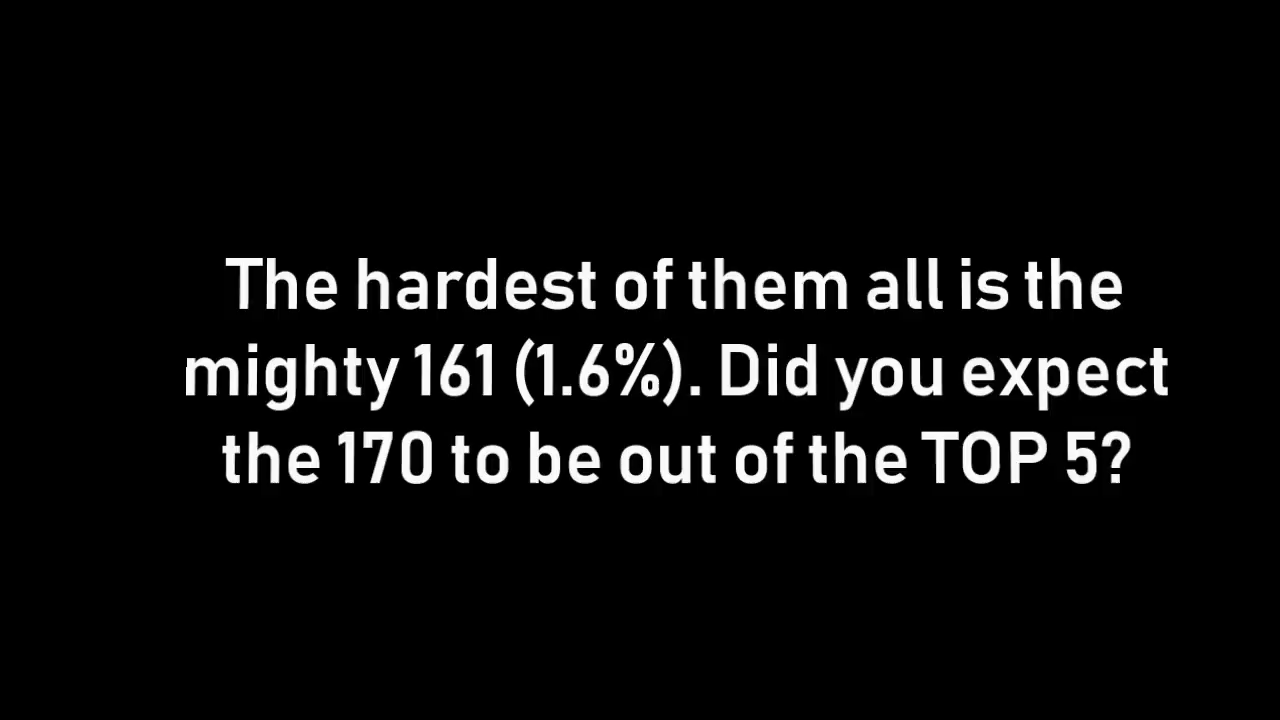 The hardest of them all is the
mighty 161 (1.6%). Did you expect
the 170 to be out of the TOP 5?